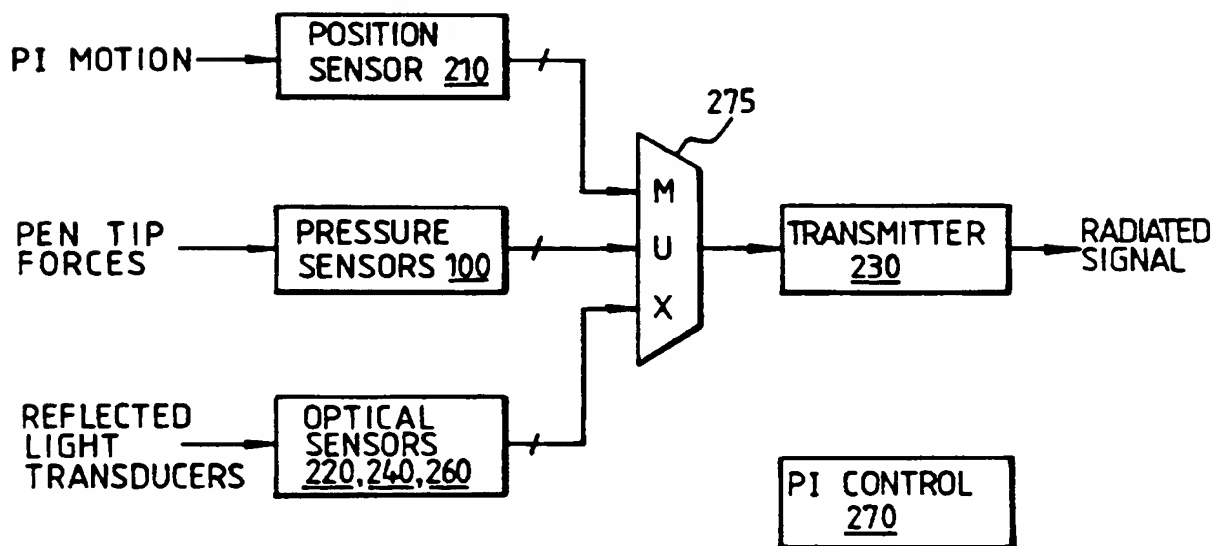 PI MOTION
POSITION
SENSOR 210
275
PEN TIP
FORCES
PRESSURE
SENSORS 100
M
U
X
TRANSMITTER
230
RADIATED
SIGNAL
REFLECTED
LIGHT
TRANSDUCERS
OPTICAL
SENSORS
220, 240, 260
PI CONTROL
270